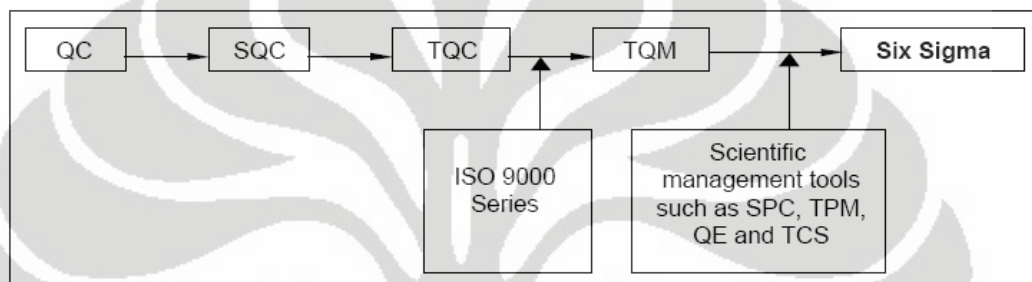 QC
SQC
TQC
TQM
Six Sigma
ISO 9000
Series
Scientific
management tools
such as SPC, TPM,
QE and TCS